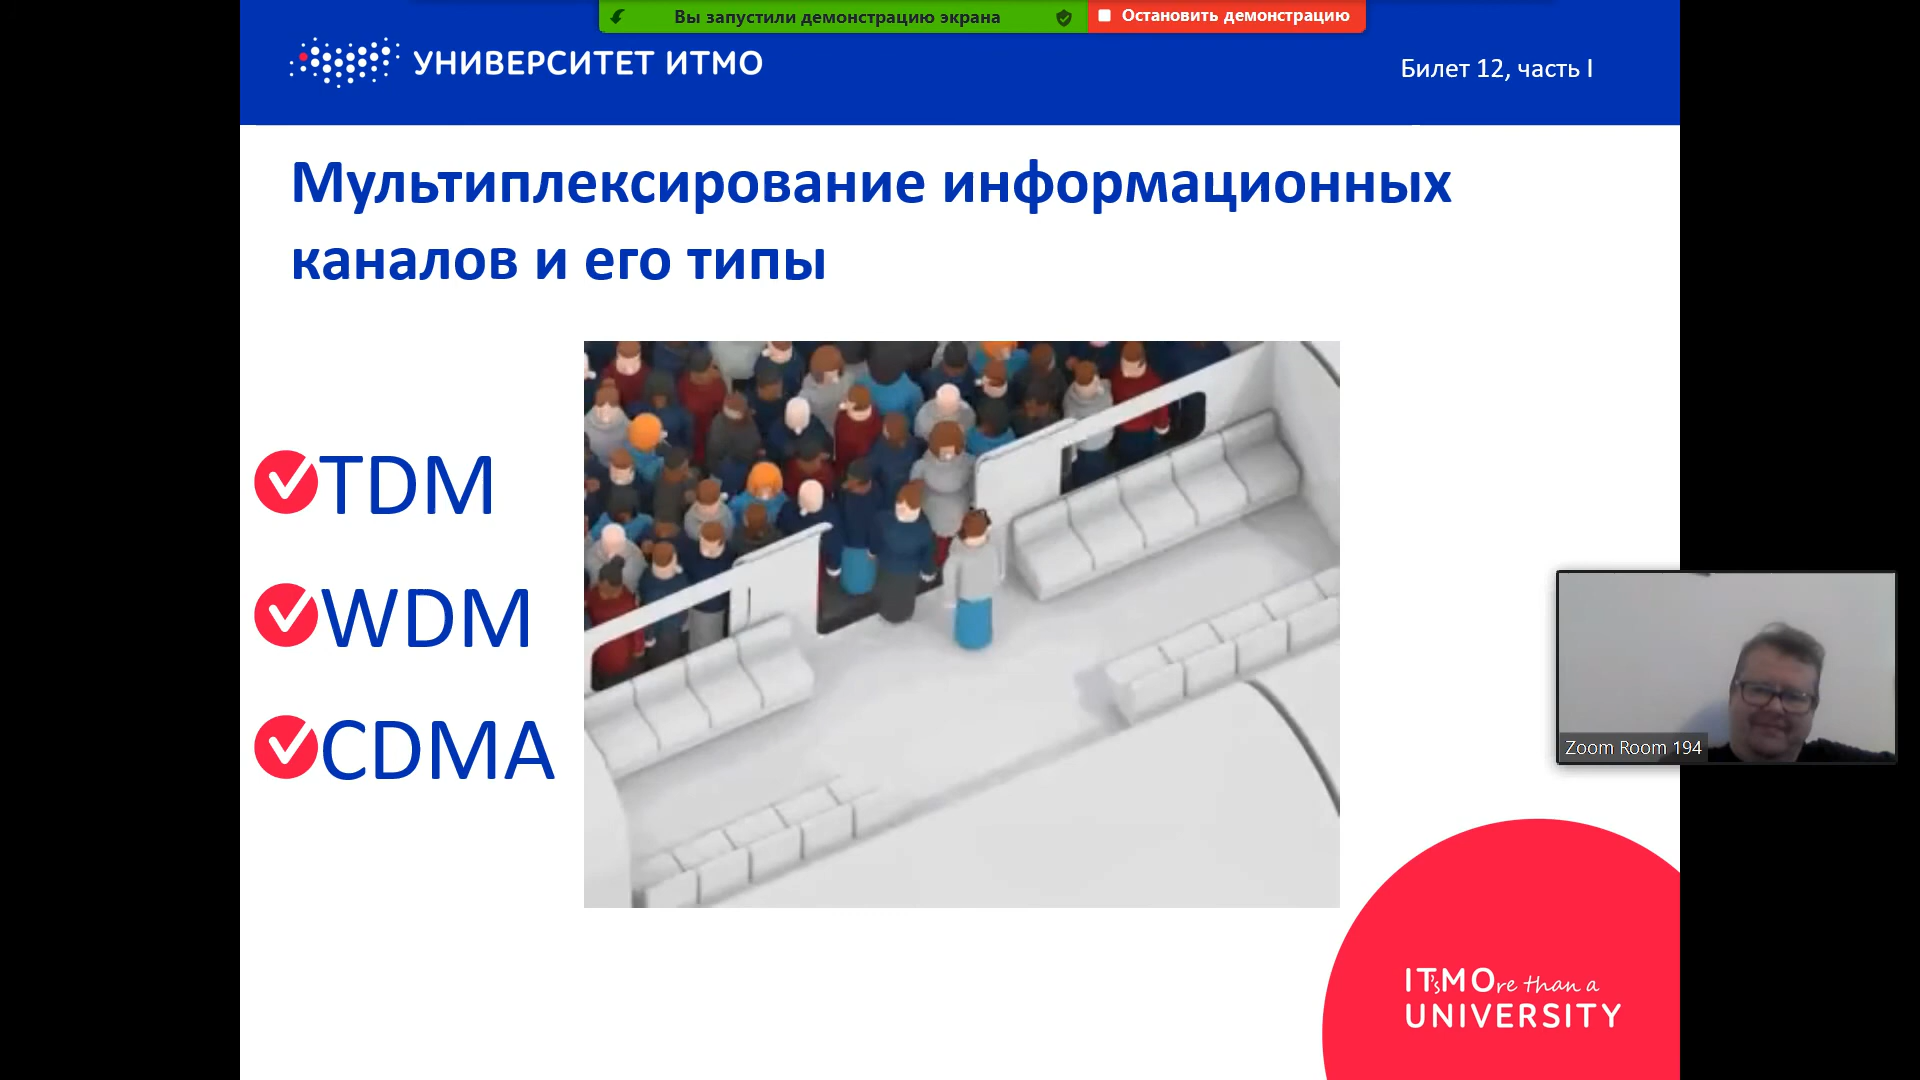 Вы запустили демонстрацию экрана
Остановить демонстрацию
УНИВЕРСИТЕТ ИТМО
Билет 12, часть I
Мультиплексирование информационных
каналов и его типы
TDM
WDM
CDMA
Zoom Room 194
IT'sMOre than a
UNIVERSITY